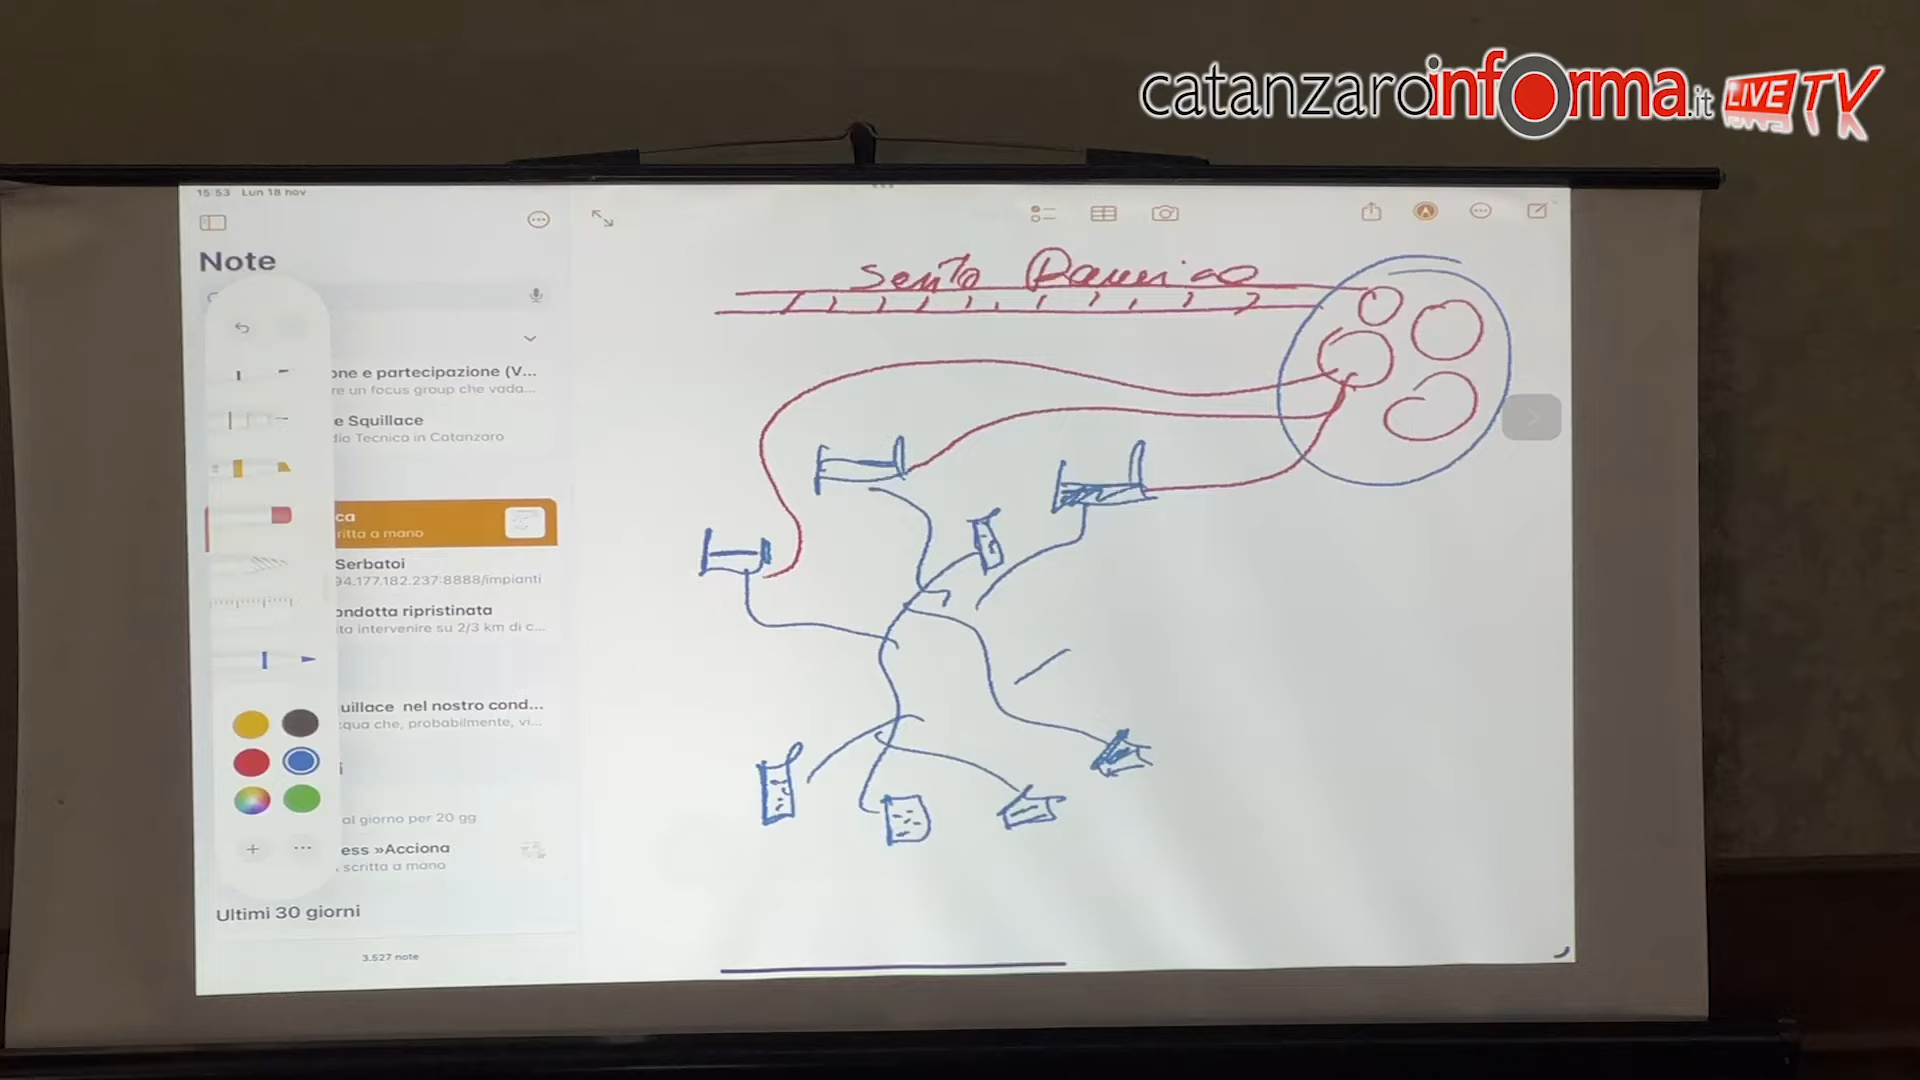 catanzaroinforma.it LIVE TV
15:53 Lun 18 nov
Note
one e partecipazione (V...
re un focus group che vada...
e Squillace
dio Tecnica in Catanzaro
ca
ritta a mano
Serbatoi
94.177.182.237:8888/impianti
ondotta ripristinata
ita intervenire su 2/3 km di c...
uillace nel nostro cond...
cqua che, probabilmente, vi...
i
al giorno per 20 gg
ess »Acciona
scritta a mano
Ultimi 30 giorni
3.527 note
Santa